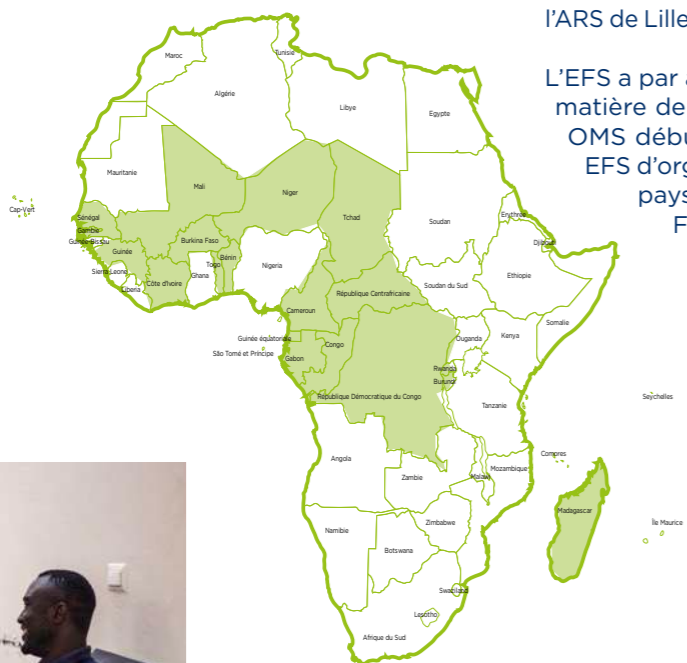 l'ARS de Lille
L'EFS a par a
matière de
OMS débu
EFS d'org
pays
F
Maroc
Tunisie
Algérie
Libye
Egypte
Mauritanie
Mali
Niger
Cap-Vert
Tchad
Soudan
Erythrée
Sénégal
Gambie
Djibouti
Guinée-Bissau
Burkina Faso
Guinée
Bénin
Togo
Nigeria
Ethiopie
Sierra Leone
Ghana
Côte d'Ivoire
Liberia
Soudan du Sud
République Centrafricaine
Cameroun
Somalie
Guinée équatoriale
Congo
Ouganda
Kenya
São Tomé et Principe
Gabon
Rwanda
Burundi
Seychelles
République Démocratique du Congo
Tanzanie
Comores
Angola
Mozambique
Zambie
Malawi
Madagascar
Île Maurice
Zimbabwe
Namibie
Botswana
Swaziland
Lesotho
Afrique du Sud